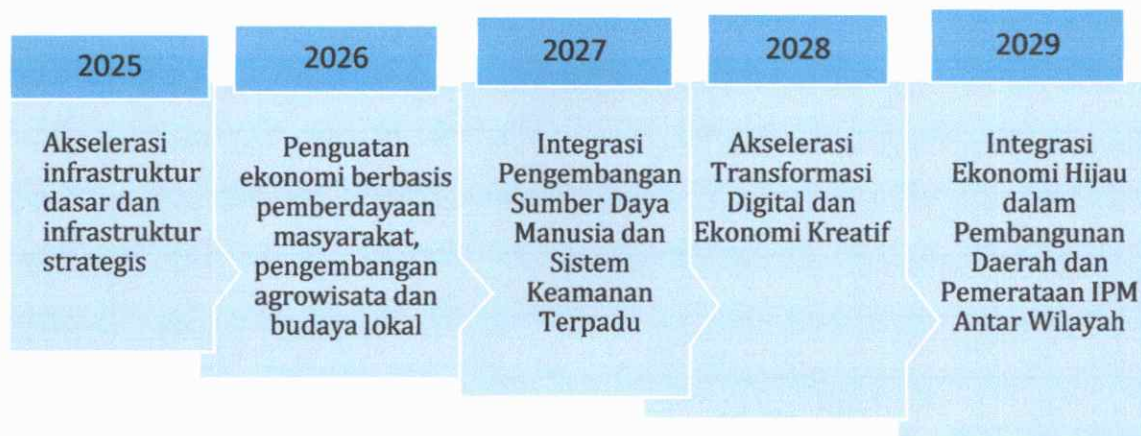 2025
Akselerasi
infrastruktur
dasar dan
infrastruktur
strategis
2026
Penguatan
ekonomi berbasis
pemberdayaan
masyarakat,
pengembangan
agrowisata dan
budaya lokal
2027
Integrasi
Pengembangan
Sumber Daya
Manusia dan
Sistem
Keamanan
Terpadu
2028
Akselerasi
Transformasi
Digital dan
Ekonomi Kreatif
2029
Integrasi
Ekonomi Hijau
dalam
Pembangunan
Daerah dan
Pemerataan IPM
Antar Wilayah